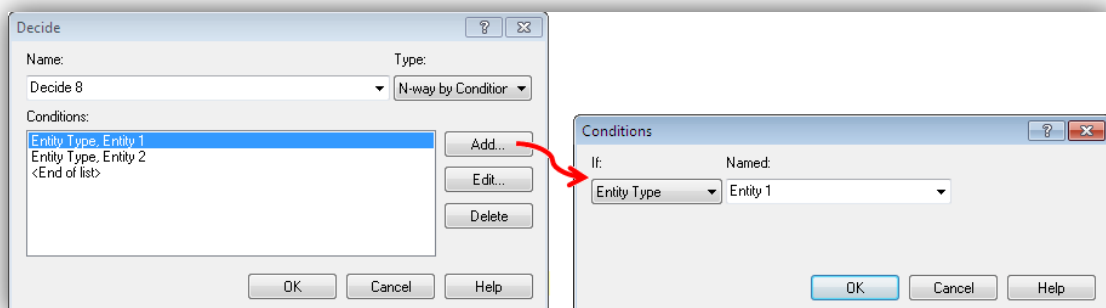 Decide
Name:
Type:
Decide 8
N-way by Condition
Conditions:
Entity Type, Entity 1
Entity Type, Entity 2
<End of list>
Add...
Edit...
Delete
OK
Cancel
Help
Conditions
If:
Named:
Entity Type
Entity 1
OK
Cancel
Help